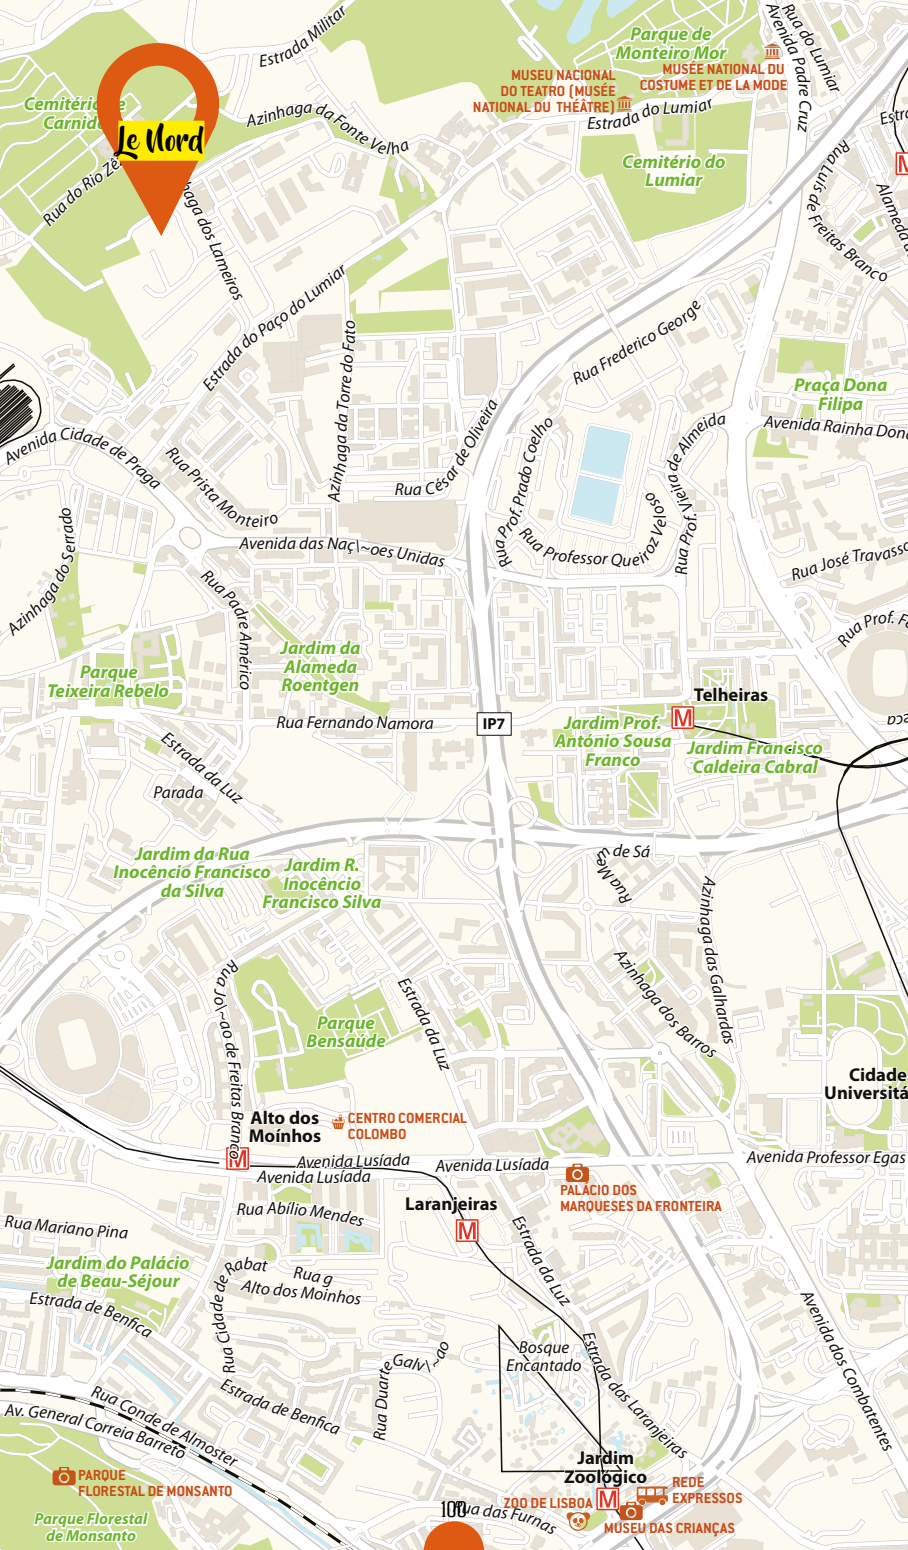 Estrada Militar
Parque de
Monteiro Mor
MUSÉE NATIONAL DU
COSTUME ET DE LA MODE
MUSEU NACIONAL
DO TEATRO (MUSÉE
NATIONAL DU THÉÂTRE)
Estrada do Lumiar
Rua do Lumiar
Avenida Padre Cruz
Cemitério do
Lumiar
Rua Luís de Freitas Branco
Alameda
M
Cemitério de
Le Nord
Rua do Rio
Azinhaga da Fonte Velha
dos Lameiros
Estrada do Paço do Lumiar
Azinhaga da Torre do Fato
Rua Frederico George
Praça Dona
Filipa
Avenida Rainha Dona
Avenida Cidade de Praga
Rua Prista Monteiro
Rua César de Oliveira
Rua Prof. Prado Coelho
Rua Professor Queiroz Veloso
Rua Prof. Vieira de Almeida
Avenida das Naç\~oes Unidas
Rua José Travasso
Azinhaga do Serrado
Rua Padre Américo
Jardim da
Alameda
Roentgen
Rua Prof.
Parque
Teixeira Rebelo
Rua Fernando Namora
IP7
Telheiras
M
Jardim Prof.
António Sousa
Franco
Jardim Francisco
Caldeira Cabral
Estrada da Luz
Parada
Jardim da Rua
Inocêncio Francisco
da Silva
Jardim R.
Inocêncio
Francisco Silva
Rua Mem de Sá
Azinhaga das Galhardas
Azinhaga dos Barros
Rua Jo\~ao de Freitas Branco
Parque
Bensaúde
Estrada da Luz
Cidade
Universitá
Alto dos
Moínhos
M
CENTRO COMERCIAL
COLOMBO
Avenida Lusíada
Avenida Lusíada
Avenida Lusíada
Avenida Professor Egas
PALÁCIO DOS
MARQUESES DA FRONTEIRA
Laranjeiras
M
Rua Mariano Pina
Rua Abílio Mendes
Estrada da Luz
Jardim do Palácio
de Beau-Séjour
Rua Cidade de Rabat
Rua g
Alto dos Moinhos
Estrada de Benfica
Avenida dos Combatentes
Bosque
Encantado
Estrada das Laranjeiras
Rua Duarte Galv\~ao
Estrada de Benfica
Rua Conde de Almoster
Av. General Correia Barreto
Jardim
Zoológico
M
PARQUE
FLORESTAL DE MONSANTO
REDE
EXPRESSOS
ZOO DE LISBOA
MUSEU DAS CRIANÇAS
Rua das Furnas
Parque Florestal
de Monsanto
100